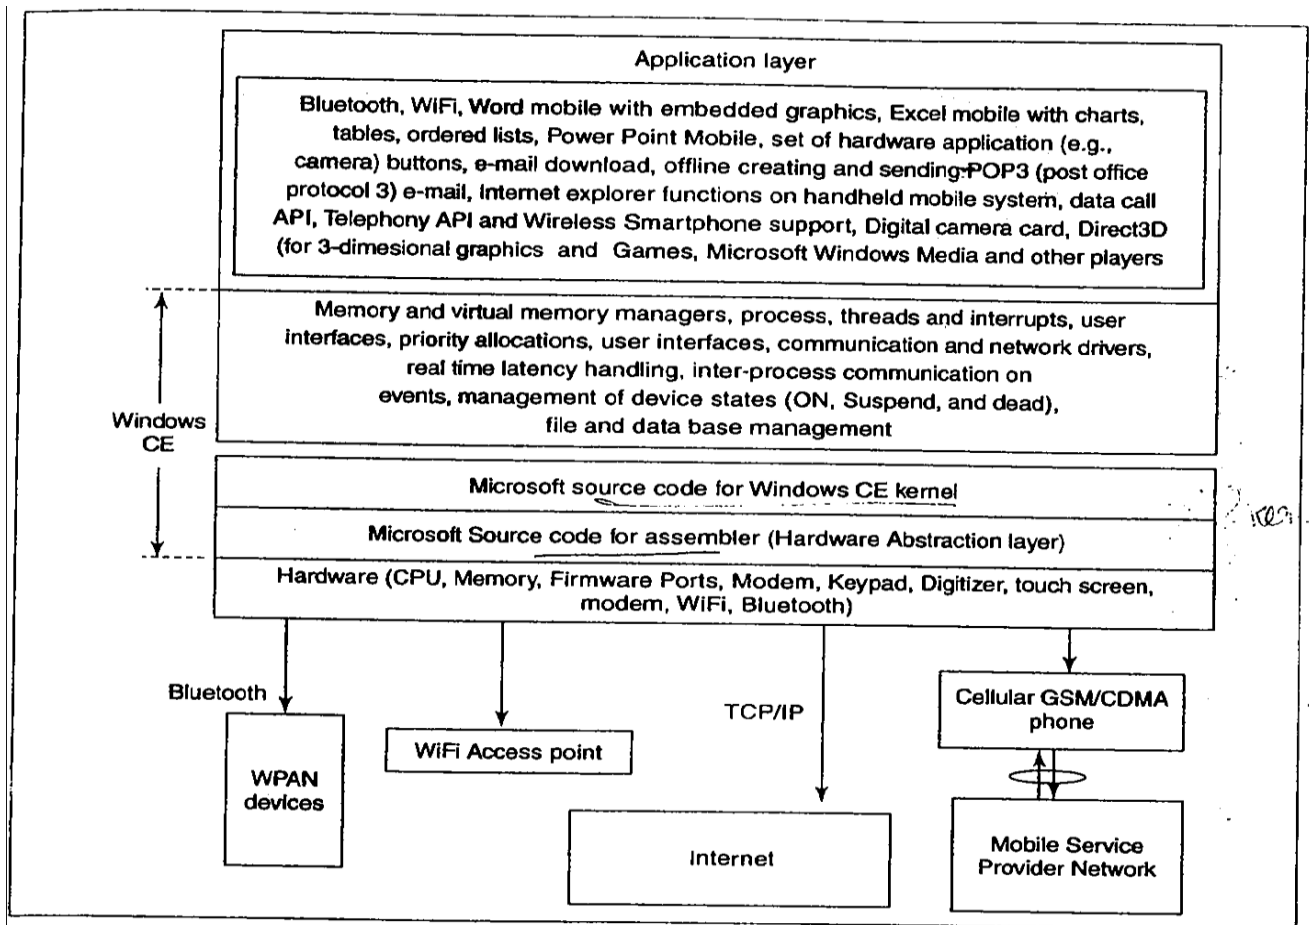 Application layer
Bluetooth, WiFi, Word mobile with embedded graphics, Excel mobile with charts,
tables, ordered lists, Power Point Mobile, set of hardware application (e.g.,
camera) buttons, e-mail download, offline creating and sending-POP3 (post office
protocol 3) e-mail, Internet explorer functions on handheld mobile system, data call
API, Telephony API and Wireless Smartphone support, Digital camera card, Direct3D
(for 3-dimesional graphics and Games, Microsoft Windows Media and other players
Memory and virtual memory managers, process, threads and interrupts, user
interfaces, priority allocations, user interfaces, communication and network drivers,
real time latency handling, inter-process communication on
events, management of device states (ON, Suspend, and dead),
file and data base management
Windows
CE
Microsoft source code for Windows CE kernel
Microsoft Source code for assembler (Hardware Abstraction layer)
Hardware (CPU, Memory, Firmware Ports, Modem, Keypad, Digitizer, touch screen,
modem, WiFi, Bluetooth)
Bluetooth
WPAN
devices
WiFi Access point
TCP/IP
Internet
Cellular GSM/CDMA
phone
Mobile Service
Provider Network